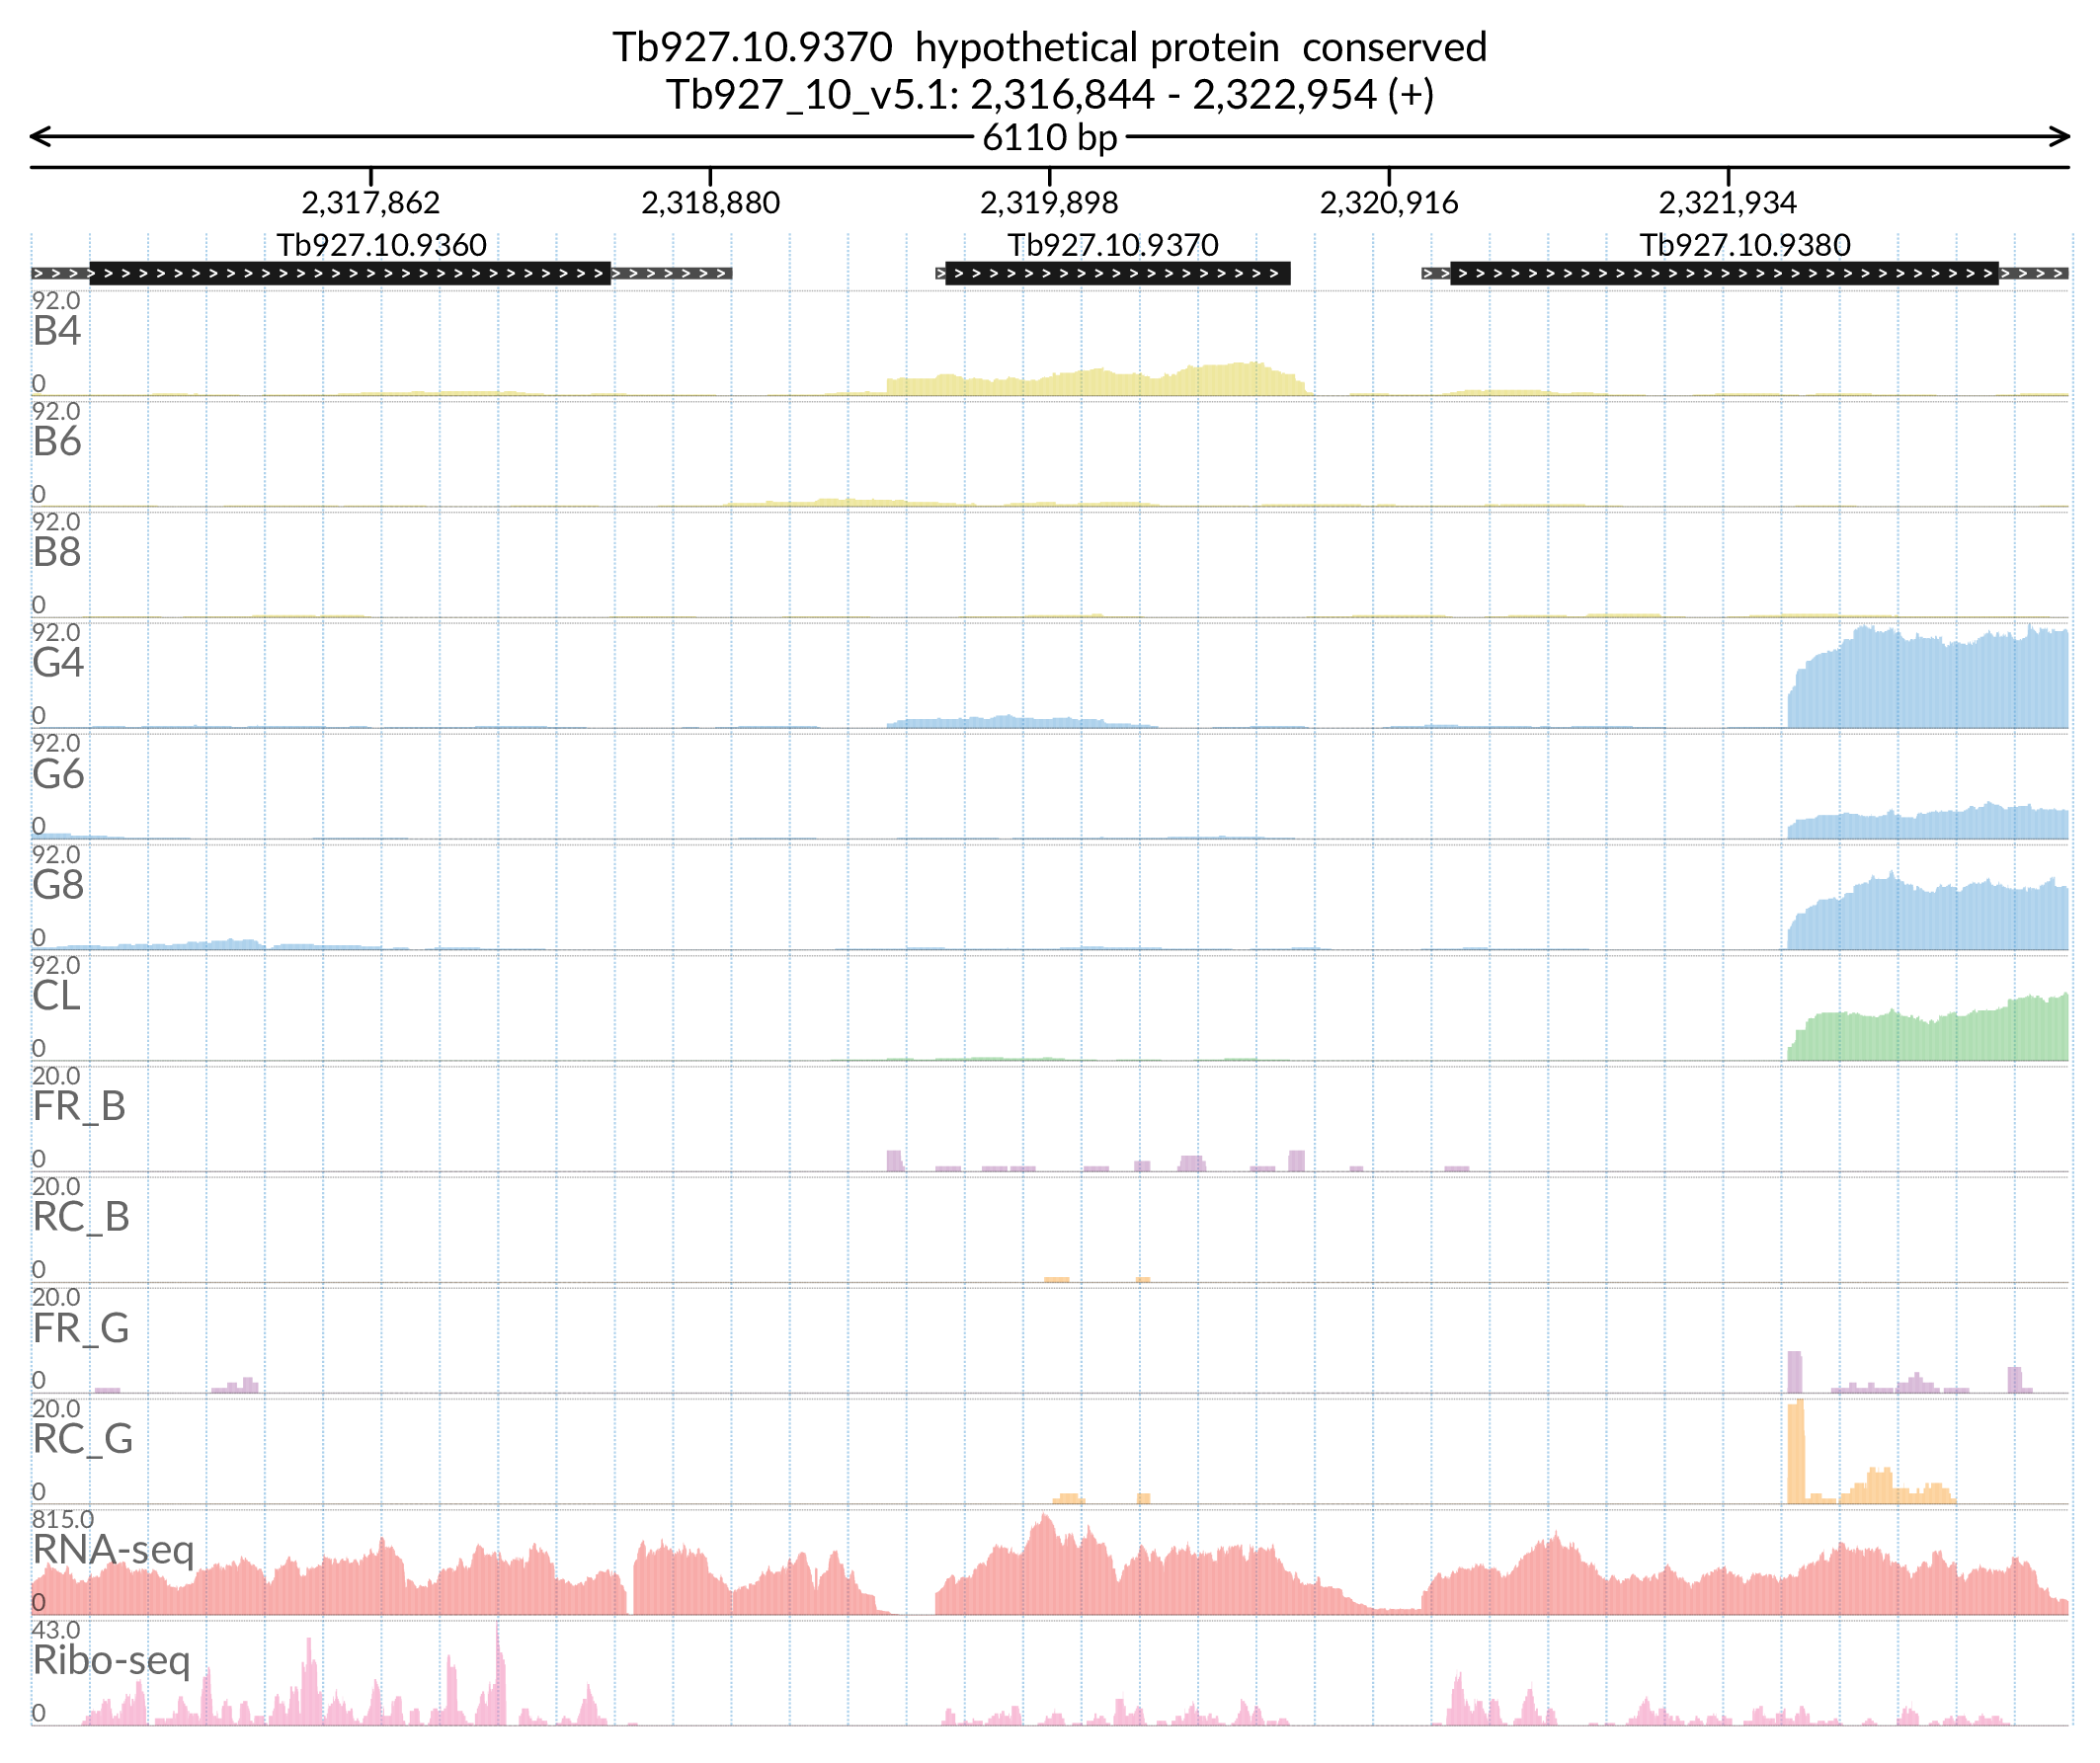 Tb927.10.9370  hypothetical protein  conserved
Tb927_10_v5.1: 2,316,844 - 2,322,954 (+)
6110 bp
2,317,862 2,318,880 2,319,898 2,320,916 2,321,934
Tb927.10.9360 Tb927.10.9370 Tb927.10.9380
92.0
B4
0
92.0
B6
0
92.0
B8
0
92.0
G4
0
92.0
G6
0
92.0
G8
0
92.0
CL
0
20.0
FR_B
0
20.0
RC_B
0
20.0
FR_G
0
20.0
RC_G
0
815.0
RNA-seq
0
43.0
Ribo-seq
0